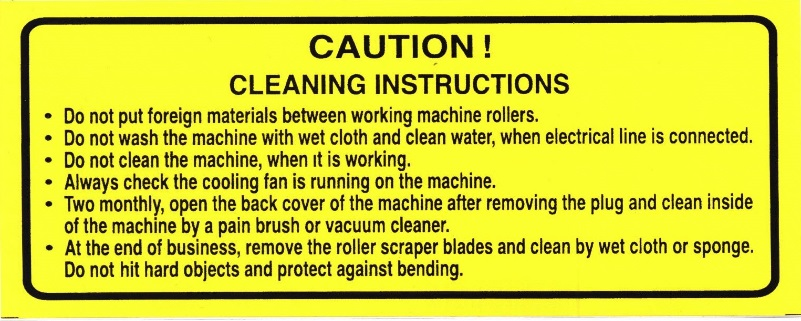 CAUTION !
CLEANING INSTRUCTIONS
• Do not put foreign materials between working machine rollers.
• Do not wash the machine with wet cloth and clean water, when electrical line is connected.
• Do not clean the machine, when it is working.
• Always check the cooling fan is running on the machine.
• Two monthly, open the back cover of the machine after removing the plug and clean inside
of the machine by a pain brush or vacuum cleaner.
• At the end of business, remove the roller scraper blades and clean by wet cloth or sponge.
Do not hit hard objects and protect against bending.